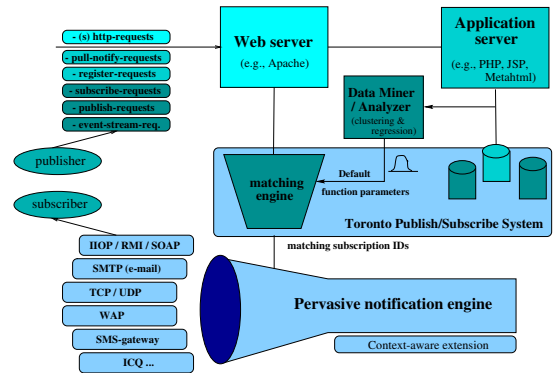 - (s) http-requests
- pull-notify-requests
- register-requests
- subscribe-requests
- publish-requests
- event-stream-req.
publisher
subscriber
IIOP / RMI / SOAP
SMTP (e-mail)
TCP / UDP
WAP
SMS-gateway
ICQ ...
Web server
(e.g., Apache)
Application
server
(e.g., PHP, JSP,
Metahtml)
Data Miner
/ Analyzer
(clustering &
regression)
matching
engine
Default
function parameters
Toronto Publish/Subscribe System
matching subscription IDs
Pervasive notification engine
Context-aware extension